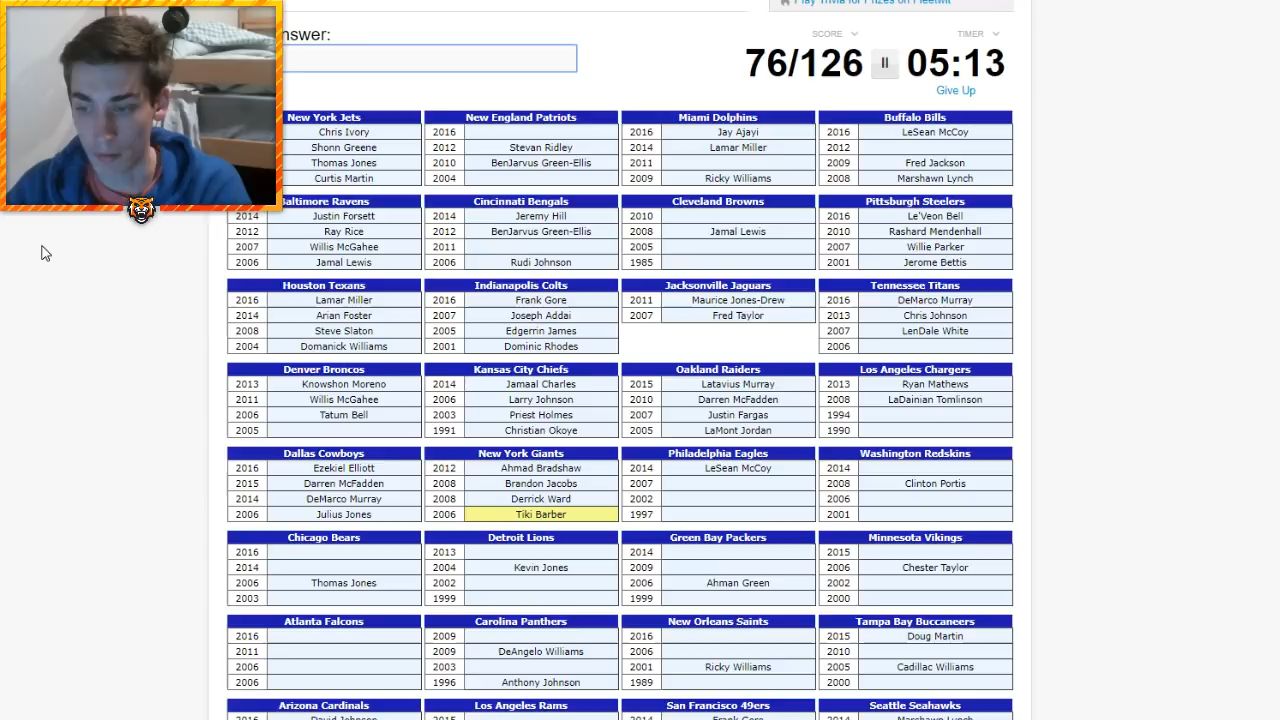 Play Trivia for Prizes on FleetWit
nswer:
SCORE
TIMER
76/126
05:13
Give Up
New York Jets New England Patriots Miami Dolphins Buffalo Bills
Chris Ivory 2016 2016 Jay Ajayi 2016 LeSean McCoy
Shonn Greene 2012 Stevan Ridley 2014 Lamar Miller 2012
Thomas Jones 2010 BenJarvus Green-Ellis 2011 2009 Fred Jackson
Curtis Martin 2004 2009 Ricky Williams 2008 Marshawn Lynch
Baltimore Ravens Cincinnati Bengals Cleveland Browns Pittsburgh Steelers
2014 Justin Forsett 2014 Jeremy Hill 2010 2016 Le'Veon Bell
2012 Ray Rice 2012 BenJarvus Green-Ellis 2008 Jamal Lewis 2010 Rashard Mendenhall
2007 Willis McGahee 2011 2005 2007 Willie Parker
2006 Jamal Lewis 2006 Rudi Johnson 1985 2001 Jerome Bettis
Houston Texans Indianapolis Colts Jacksonville Jaguars Tennessee Titans
2016 Lamar Miller 2016 Frank Gore 2011 Maurice Jones-Drew 2016 DeMarco Murray
2014 Arian Foster 2007 Joseph Addai 2007 Fred Taylor 2013 Chris Johnson
2008 Steve Slaton 2005 Edgerrin James 2007 LenDale White
2004 Domanick Williams 2001 Dominic Rhodes 2006
Denver Broncos Kansas City Chiefs Oakland Raiders Los Angeles Chargers
2013 Knowshon Moreno 2014 Jamaal Charles 2015 Latavius Murray 2013 Ryan Mathews
2011 Willis McGahee 2006 Larry Johnson 2010 Darren McFadden 2008 LaDainian Tomlinson
2006 Tatum Bell 2003 Priest Holmes 2007 Justin Fargas 1994
2005 1991 Christian Okoye 2005 LaMont Jordan 1990
Dallas Cowboys New York Giants Philadelphia Eagles Washington Redskins
2016 Ezekiel Elliott 2012 Ahmad Bradshaw 2014 LeSean McCoy 2014
2015 Darren McFadden 2008 Brandon Jacobs 2007 2008 Clinton Portis
2014 DeMarco Murray 2008 Derrick Ward 2002 2006
2006 Julius Jones 2006 Tiki Barber 1997 2001
Chicago Bears Detroit Lions Green Bay Packers Minnesota Vikings
2016 2013 2014 2015
2014 2004 Kevin Jones 2009 2006 Chester Taylor
2006 Thomas Jones 2002 2006 Ahman Green 2002
2003 1999 1999 2000
Atlanta Falcons Carolina Panthers New Orleans Saints Tampa Bay Buccaneers
2016 2009 2016 2015 Doug Martin
2011 2009 DeAngelo Williams 2006 2010
2006 2003 2001 Ricky Williams 2005 Cadillac Williams
2006 1996 Anthony Johnson 1989 2000
Arizona Cardinals Los Angeles Rams San Francisco 49ers Seattle Seahawks
2016 David Johnson 2015 2014 Frank Gore 2014 Marshawn Lynch